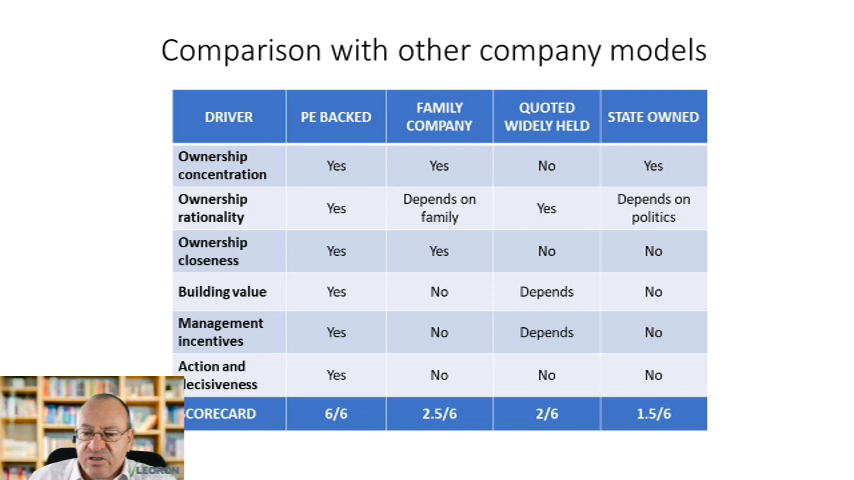 Comparison with other company models
DRIVER
PE BACKED
FAMILY
COMPANY
QUOTED
WIDELY HELD
STATE OWNED
Ownership
concentration
Yes
Yes
No
Yes
Ownership
rationality
Yes
Depends on
family
Yes
Depends on
politics
Ownership
closeness
Yes
Yes
No
No
Building value
Yes
No
Depends
No
Management
incentives
Yes
No
Depends
No
Action and
decisiveness
Yes
No
No
No
SCORECARD
6/6
2.5/6
2/6
1.5/6
LEORON